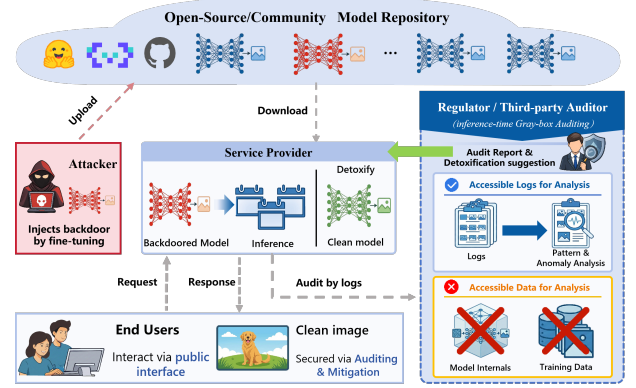 Open-Source/Community Model Repository
...
Upload
Download
Attacker
Injects backdoor
by fine-tuning
Service Provider
Detoxify
Backdoored Model
Inference
Clean model
Regulator / Third-party Auditor
(inference-time Gray-box Auditing)
Audit Report &
Detoxification suggestion
Accessible Logs for Analysis
Logs
Pattern &
Anomaly Analysis
Accessible Data for Analysis
Model Internals
Training Data
Request
Response
Audit by logs
End Users
Interact via public
interface
Clean image
Secured via Auditing
& Mitigation